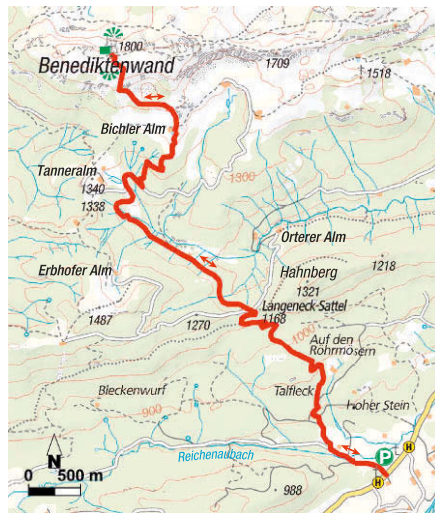 1800
Benediktenwand
1709
1518
Bichler Alm
Tanneralm
1340
1338
1300
Orterer Alm
Erbhofer Alm
Hahnberg
1218
1321
Längeneck-Sattel
1168
1487
1270
1000
Auf den
Rohrmösern
Bleckenwurf
Talfleck
900
Hoher Stein
Reichenaubach
P
H
N
0 500 m
988
H